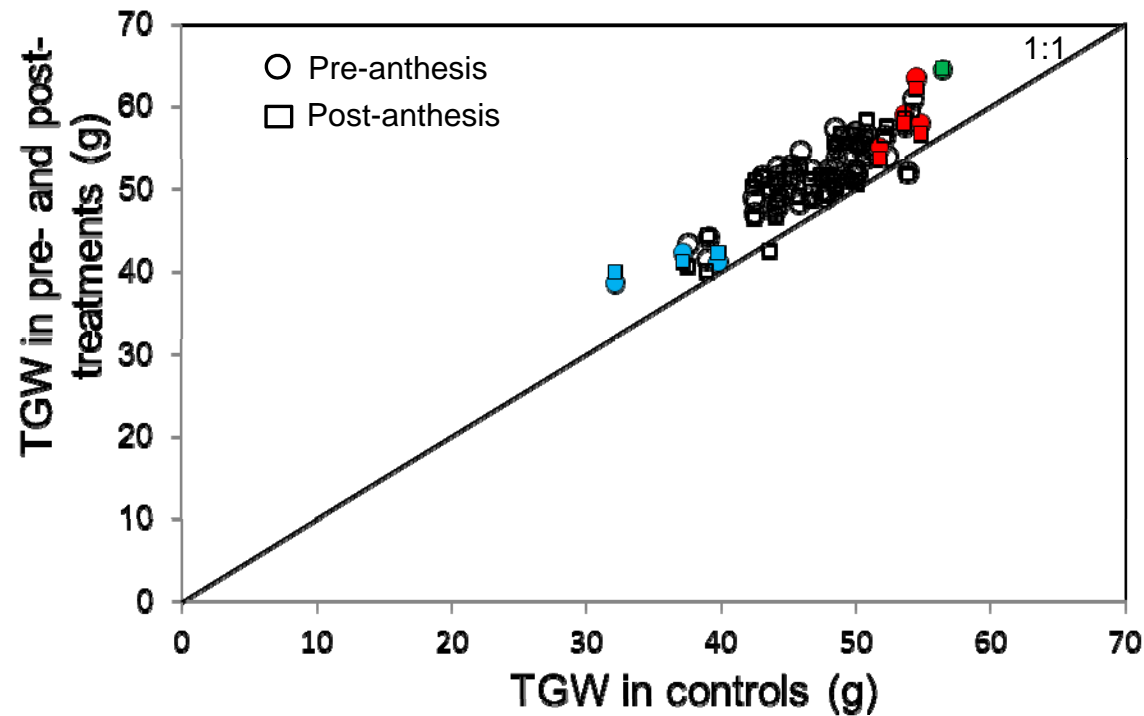 TGW in pre- and post-
treatments (g)
70
60
50
40
30
20
10
0
Pre-anthesis
Post-anthesis
1:1
0 10 20 30 40 50 60 70
TGW in controls (g)